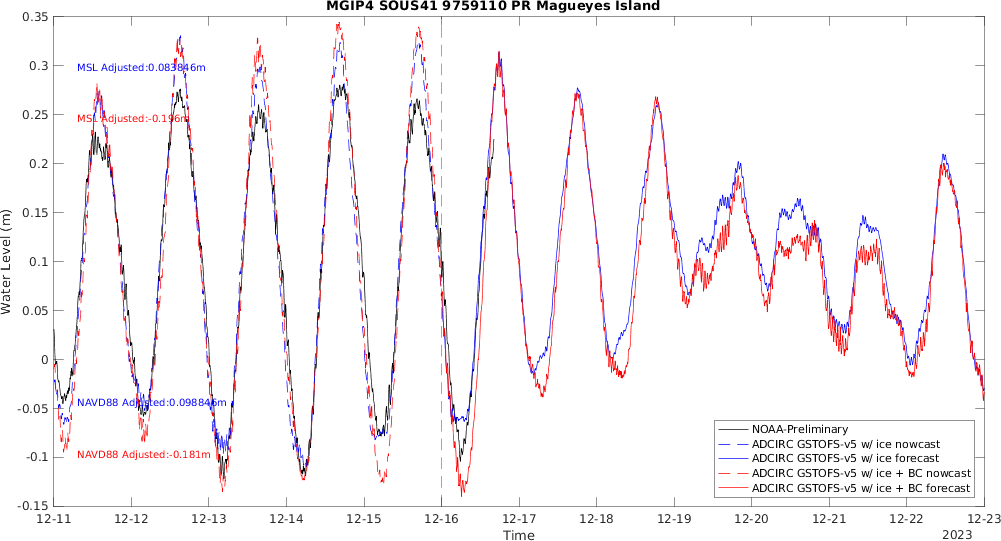 MGIP4 SOUS41 9759110 PR Magueyes Island
0.35
0.3
0.25
0.2
0.15
0.1
0.05
0
-0.05
-0.1
-0.15
Water Level (m)
MSL Adjusted:0.083846m
MSL Adjusted:-0.196m
NAVD88 Adjusted:0.098846m
NAVD88 Adjusted:-0.181m
NOAA-Preliminary
ADCIRC GSTOFS-v5 w/ ice nowcast
ADCIRC GSTOFS-v5 w/ ice forecast
ADCIRC GSTOFS-v5 w/ ice + BC nowcast
ADCIRC GSTOFS-v5 w/ ice + BC forecast
12-11 12-12 12-13 12-14 12-15 12-16 12-17 12-18 12-19 12-20 12-21 12-22 12-23
Time
2023